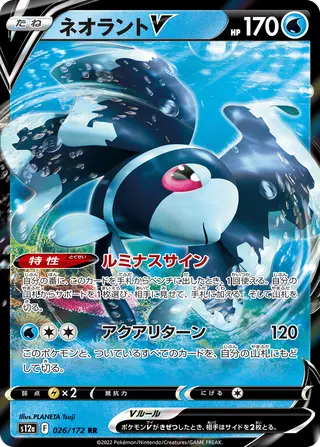 たね ネオラントV HP170
特性 ルミナスサイン
自分の番に、このカードを手札からベンチに出したとき、1回使える。自分の
山札からサポートを1枚選び、相手に見せて、手札に加える。そして山札を
切る。
アクアリターン 120
このポケモンと、ついているすべてのカードを、自分の山札にもど
して切る。
弱点 ×2 抵抗力 にげる
Illus.PLANETA Tsuji
Vルール
ポケモンVがきぜつしたとき、相手はサイドを2枚とる。
s12a F 026/172 RR
©2022 Pokémon/Nintendo/Creatures/GAME FREAK.